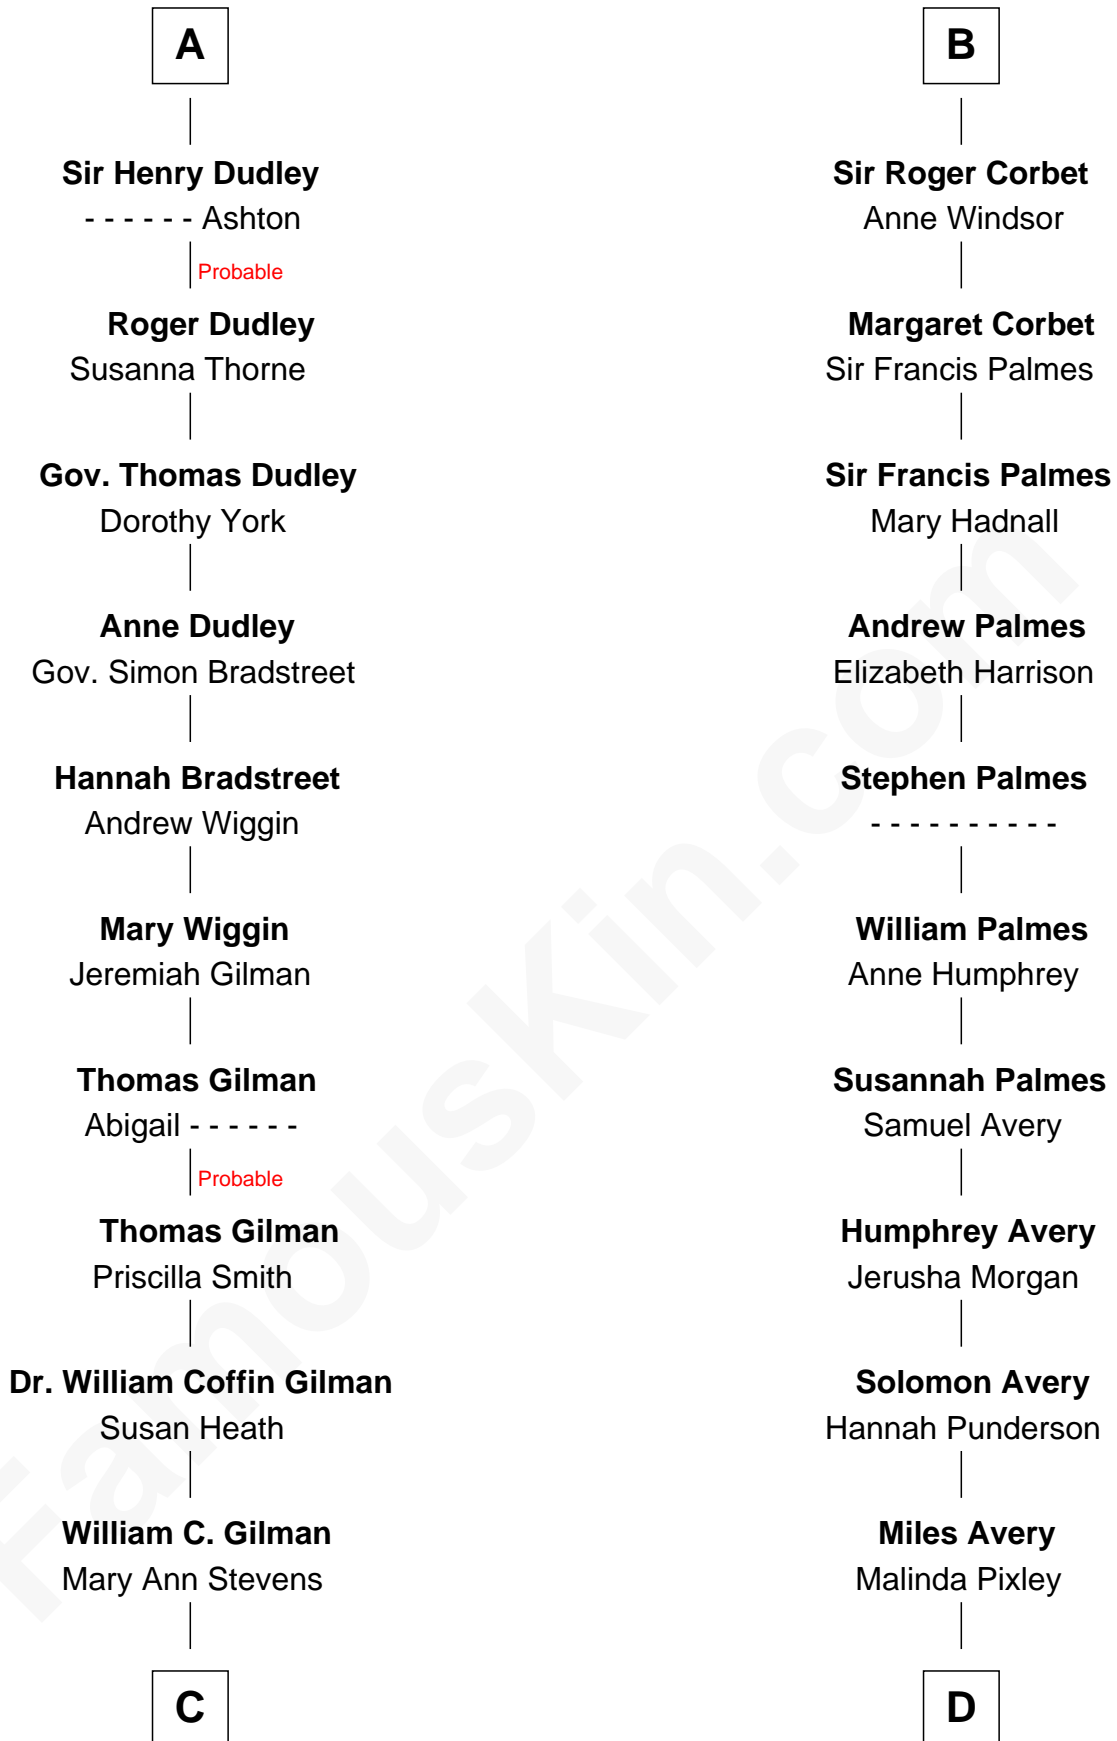 A
Sir Henry Dudley
- - - - - - Ashton
Probable
Roger Dudley
Susanna Thorne
Gov. Thomas Dudley
Dorothy York
Anne Dudley
Gov. Simon Bradstreet
Hannah Bradstreet
Andrew Wiggin
Mary Wiggin
Jeremiah Gilman
Thomas Gilman
Abigail - - - - - -
Probable
Thomas Gilman
Priscilla Smith
Dr. William Coffin Gilman
Susan Heath
William C. Gilman
Mary Ann Stevens
C
B
Sir Roger Corbet
Anne Windsor
Margaret Corbet
Sir Francis Palmes
Sir Francis Palmes
Mary Hadnall
Andrew Palmes
Elizabeth Harrison
Stephen Palmes
- - - - - - - - - -
William Palmes
Anne Humphrey
Susannah Palmes
Samuel Avery
Humphrey Avery
Jerusha Morgan
Solomon Avery
Hannah Punderson
Miles Avery
Malinda Pixley
D
FamousKin.com